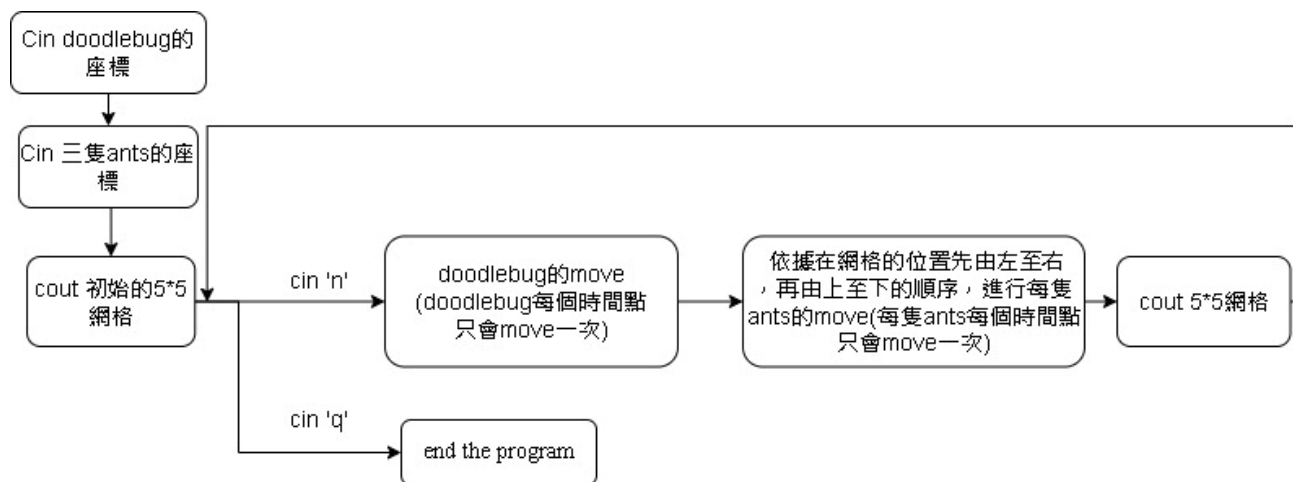 Cin doodlebug的
座標
Cin 三隻ants的座
標
cout 初始的5*5
網格
cin 'n'
doodlebug的move
(doodlebug每個時間點
只會move一次)
依據在網格的位置先由左至右
，再由上至下的順序，進行每隻
ants的move(每隻ants每個時間點
只會move一次)
cout 5*5網格
cin 'q'
end the program